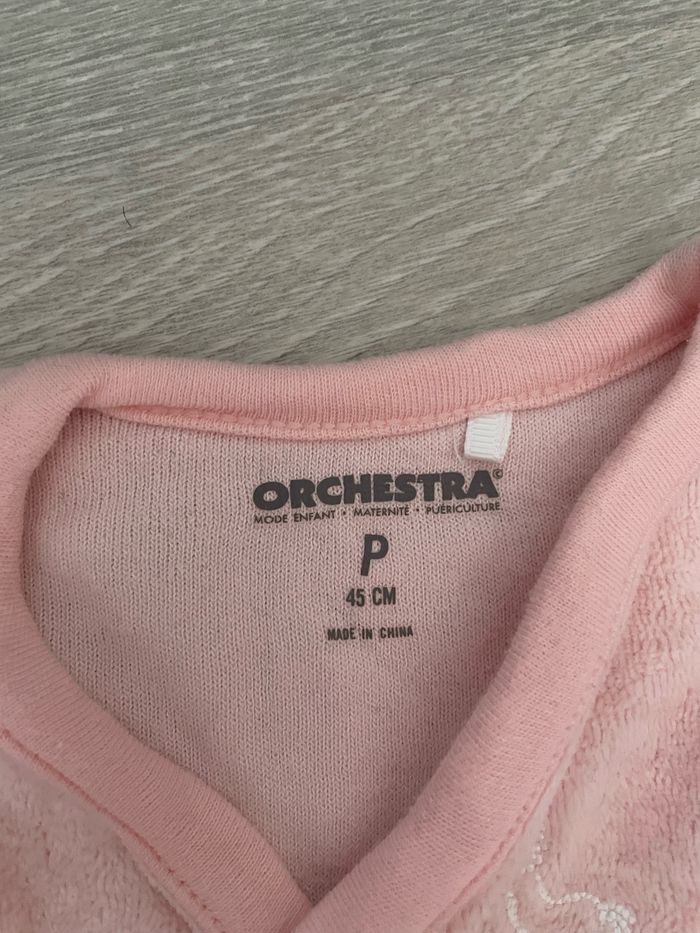 ORCHESTRA©
MODE ENFANT • MATERNITÉ • PUÉRICULTURE
P
45 CM
MADE IN CHINA